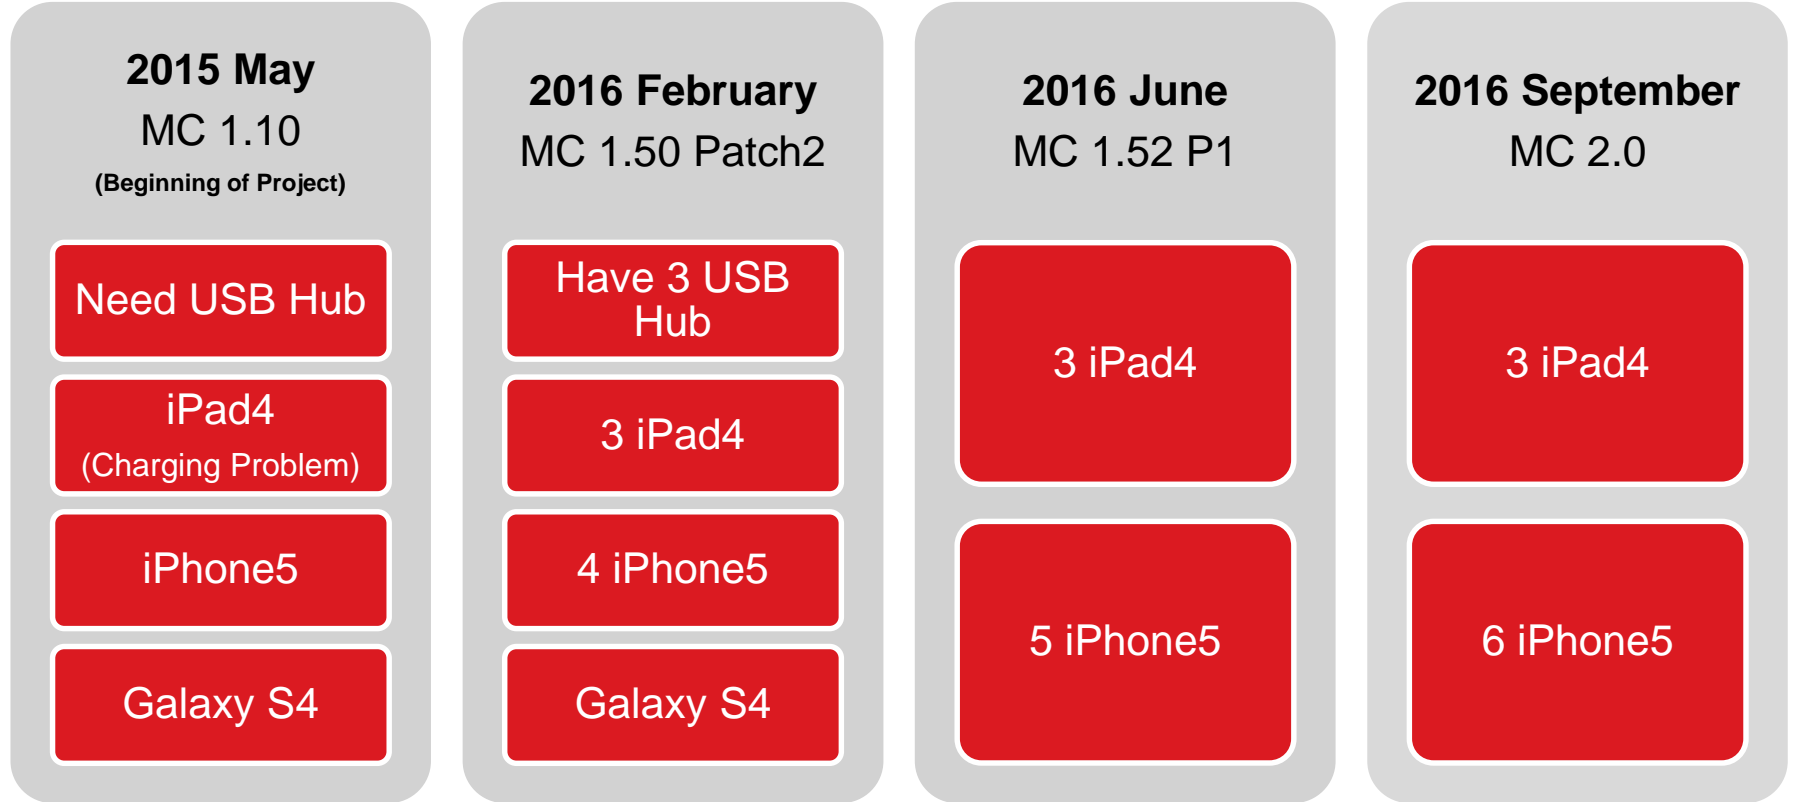 2015 May
MC 1.10
(Beginning of Project)
Need USB Hub
iPad4
(Charging Problem)
iPhone5
Galaxy S4
2016 February
MC 1.50 Patch2
Have 3 USB
Hub
3 iPad4
4 iPhone5
Galaxy S4
2016 June
MC 1.52 P1
3 iPad4
5 iPhone5
2016 September
MC 2.0
3 iPad4
6 iPhone5